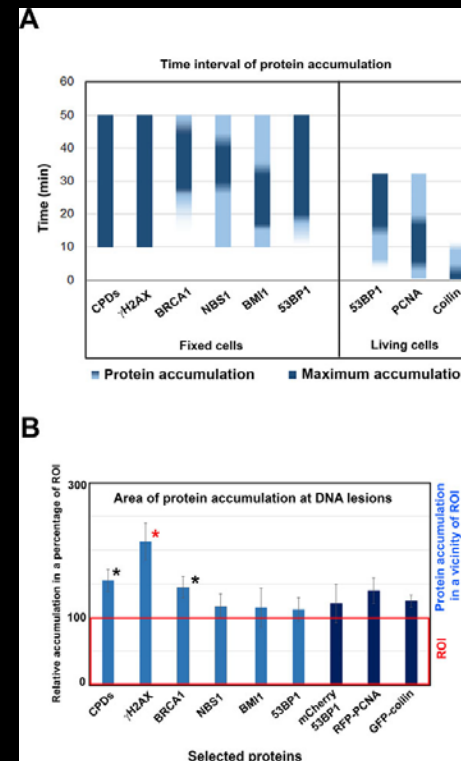 A
Time interval of protein accumulation
Time (min)
60
50
40
30
20
10
0
CPDs
γH2AX
BRCA1
NBS1
BMI1
53BP1
53BP1
PCNA
Coilin
Fixed cells
Living cells
Protein accumulation
Maximum accumulatio
B
Area of protein accumulation at DNA lesions
Relative accumulation in a percentage of ROI
300
100
0
*
*
*
Protein accumulation
in a vicinity of ROI
ROI
CPDs
γH2AX
BRCA1
NBS1
BMI1
53BP1
mCherry
53BP1
RFP-PCNA
GFP-coilin
Selected proteins